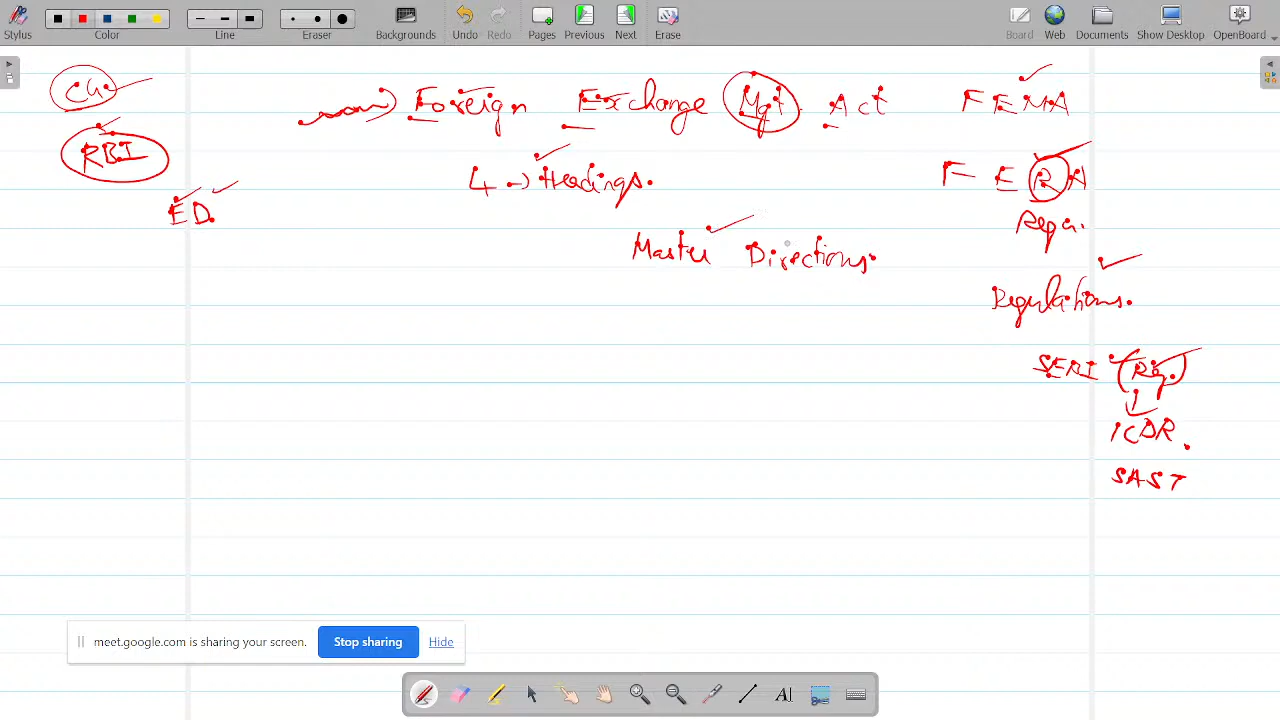 Stylus Color Line Eraser Backgrounds Undo Redo Pages Previous Next Erase Board Web Documents Show Desktop OpenBoard
Foreign Exchange Mgt Act FEMA
RBI
4 → Headings. FERA
ED.
Master Directions.
Regulations.
SEBI (Reg.)
ICDR.
SAST
meet.google.com is sharing your screen. Stop sharing Hide